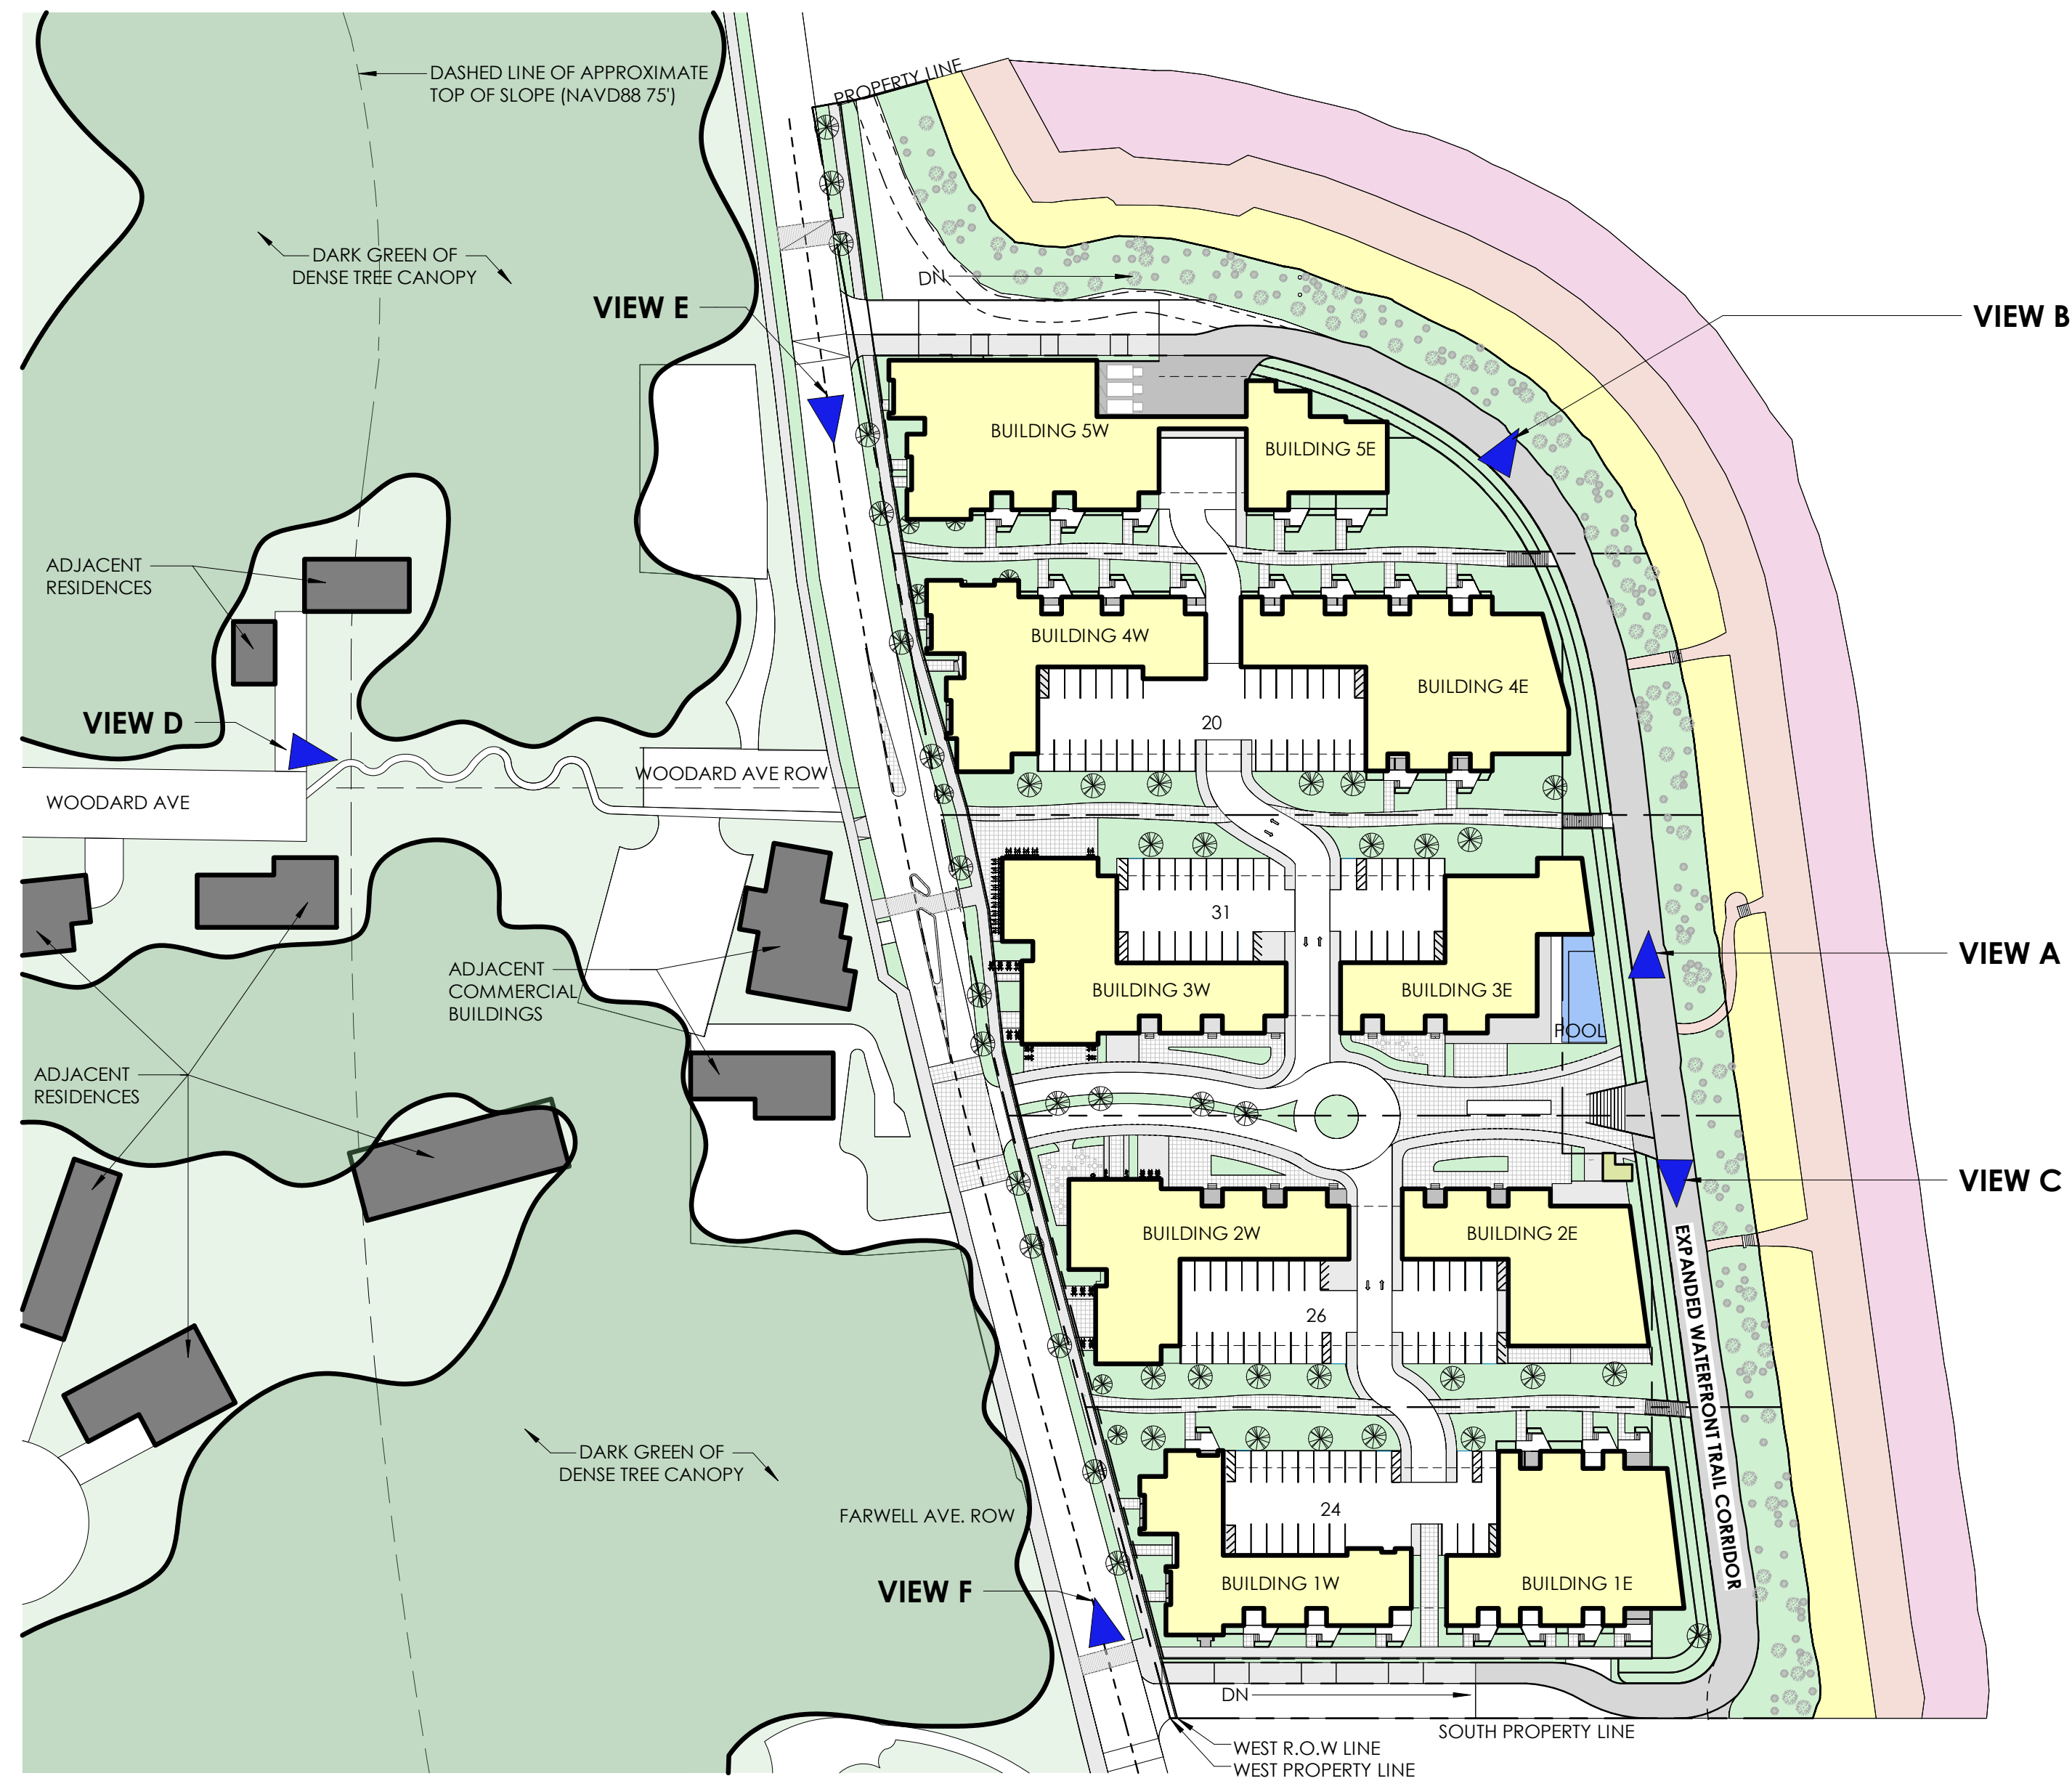 PROPERTY LINE
DASHED LINE OF APPROXIMATE
TOP OF SLOPE (NAVD88 75')
DARK GREEN OF
DENSE TREE CANOPY
DN
VIEW E
VIEW B
BUILDING 5W
BUILDING 5E
ADJACENT
RESIDENCES
BUILDING 4W
BUILDING 4E
VIEW D
20
WOODARD AVE ROW
WOODARD AVE
31
ADJACENT
COMMERCIAL
BUILDINGS
VIEW A
BUILDING 3W
BUILDING 3E
POOL
ADJACENT
RESIDENCES
VIEW C
BUILDING 2W
BUILDING 2E
26
EXPANDED WATERFRONT TRAIL CORRIDOR
DARK GREEN OF
DENSE TREE CANOPY
FARWELL AVE. ROW
24
VIEW F
BUILDING 1W
BUILDING 1E
DN
SOUTH PROPERTY LINE
WEST R.O.W LINE
WEST PROPERTY LINE